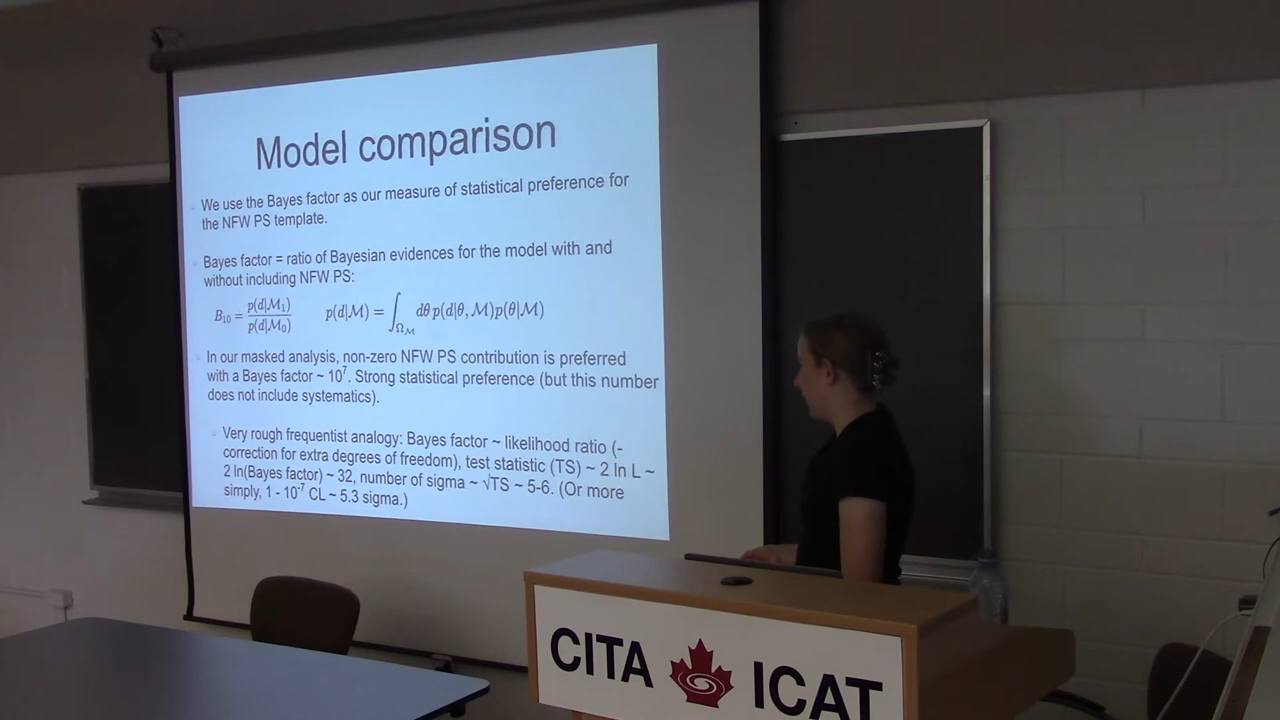 Model comparison
We use the Bayes factor as our measure of statistical preference for
the NFW PS template.
Bayes factor = ratio of Bayesian evidences for the model with and
without including NFW PS:
B₁₀ = p(d|M₁) / p(d|M₀)    p(d|M) = ∫_Ω_M dθ p(d|θ, M)p(θ|M)
In our masked analysis, non-zero NFW PS contribution is preferred
with a Bayes factor ~ 10⁷. Strong statistical preference (but this number
does not include systematics).
Very rough frequentist analogy: Bayes factor ~ likelihood ratio (-
correction for extra degrees of freedom), test statistic (TS) ~ 2 ln L ~
2 ln(Bayes factor) ~ 32, number of sigma ~ √TS ~ 5-6. (Or more
simply, 1 - 10⁻⁷ CL ~ 5.3 sigma.)
CITA ICAT